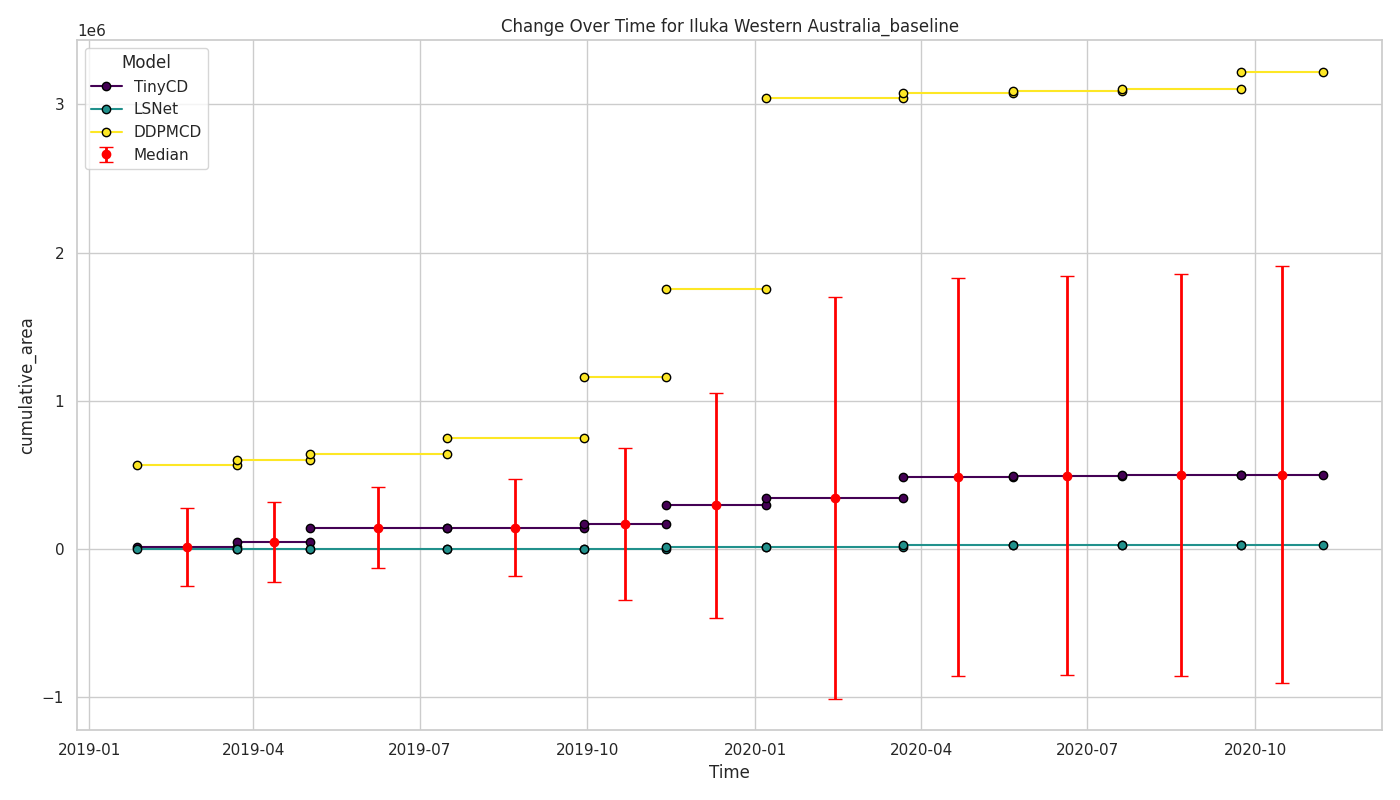 Change Over Time for Iluka Western Australia_baseline
1e6
Model
TinyCD
LSNet
DDPMCD
Median
3
2
1
0
−1
cumulative_area
2019-01
2019-04
2019-07
2019-10
2020-01
2020-04
2020-07
2020-10
Time